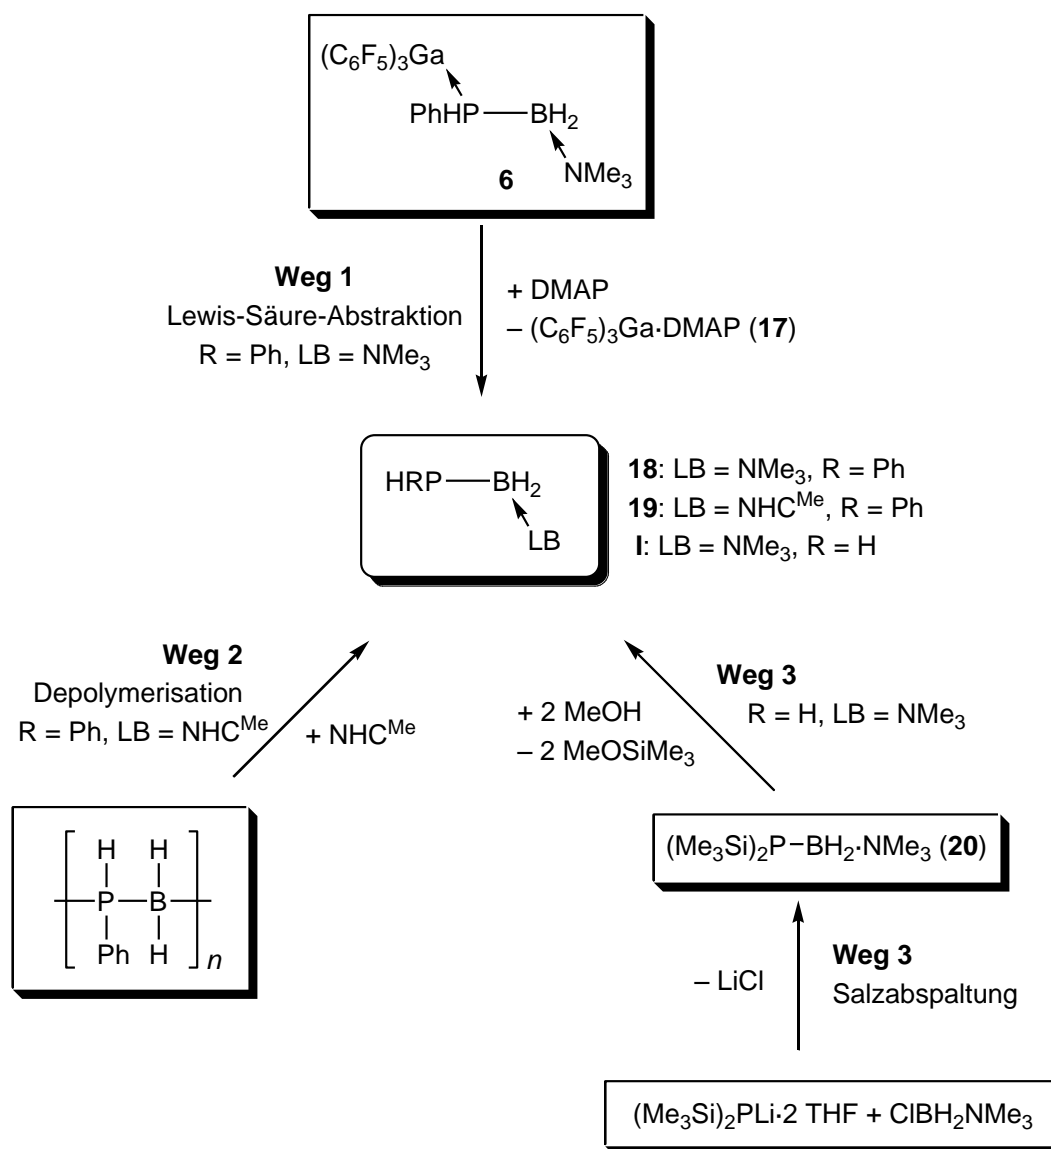 (C₆F₅)₃Ga
PhHP—BH₂
NMe₃
6
Weg 1
Lewis-Säure-Abstraktion
R = Ph, LB = NMe₃
+ DMAP
– (C₆F₅)₃Ga·DMAP (17)
HRP—BH₂
LB
18: LB = NMe₃, R = Ph
19: LB = NHCᴹᵉ, R = Ph
I: LB = NMe₃, R = H
Weg 2
Depolymerisation
R = Ph, LB = NHCᴹᵉ
+ NHCᴹᵉ
Weg 3
R = H, LB = NMe₃
+ 2 MeOH
– 2 MeOSiMe₃
H H
P B
Ph H
n
(Me₃Si)₂P–BH₂·NMe₃ (20)
– LiCl
Weg 3
Salzabspaltung
(Me₃Si)₂PLi·2 THF + ClBH₂NMe₃